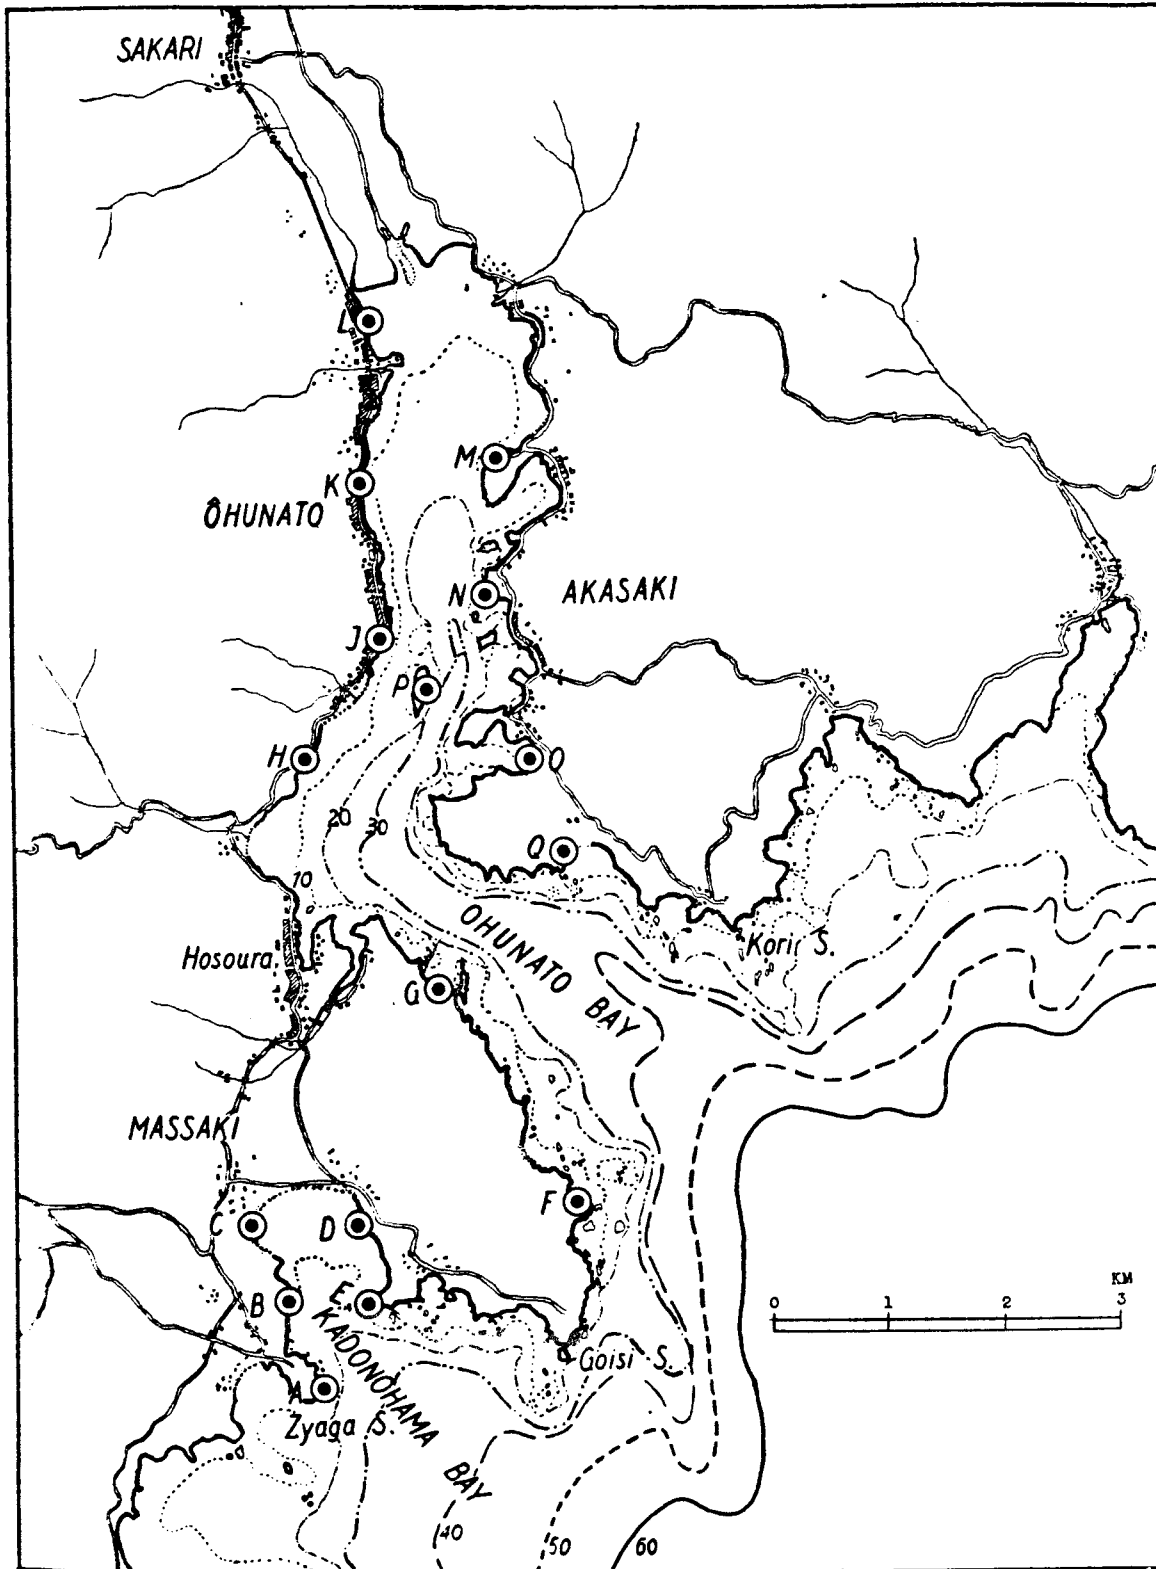 SAKARI
L
M
K
ÔHUNATO
N
AKASAKI
J
P
H
O
20
30
Q
10
OHUNATO BAY
Hosoura
Kori S.
G
MASSAKI
F
C
D
KM
B
E
0 1 2 3
KADONOHAMA BAY
Goisi S.
A
Zyaga S.
40
50
60